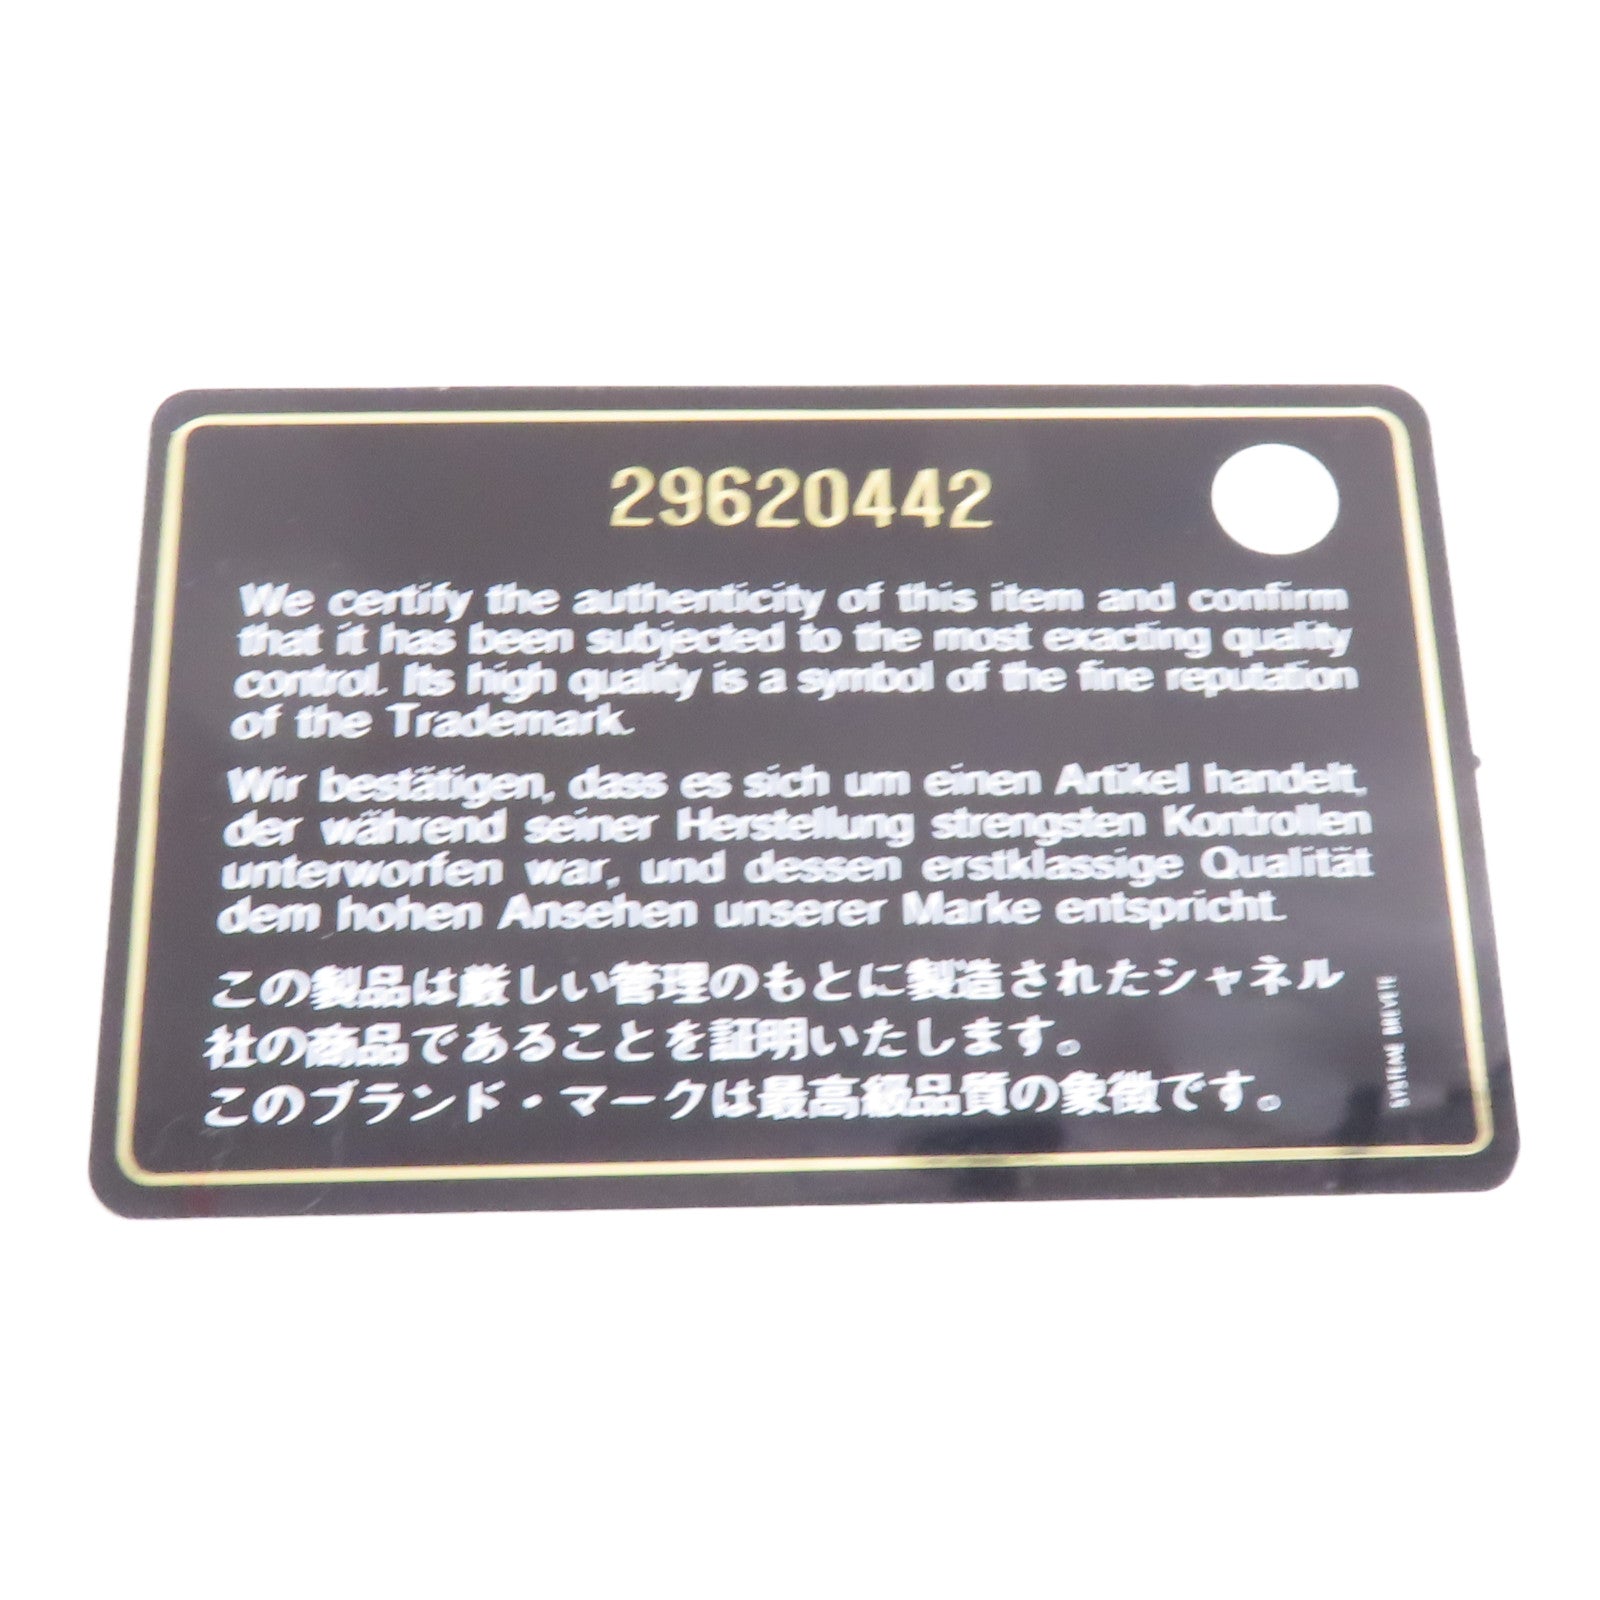 29620442
We certify the authenticity of this item and confirm
that it has been subjected to the most exacting quality
control. Its high quality is a symbol of the fine reputation
of the Trademark.
Wir bestätigen, dass es sich um einen Artikel handelt,
der während seiner Herstellung strengsten Kontrollen
unterworfen war, und dessen erstklassige Qualität
dem hohen Ansehen unserer Marke entspricht.
この製品は厳しい管理のもとに製造されたシャネル
社の商品であることを証明いたします。
このブランド・マークは最高級品質の象徴です。
SYSTEME BREVETE